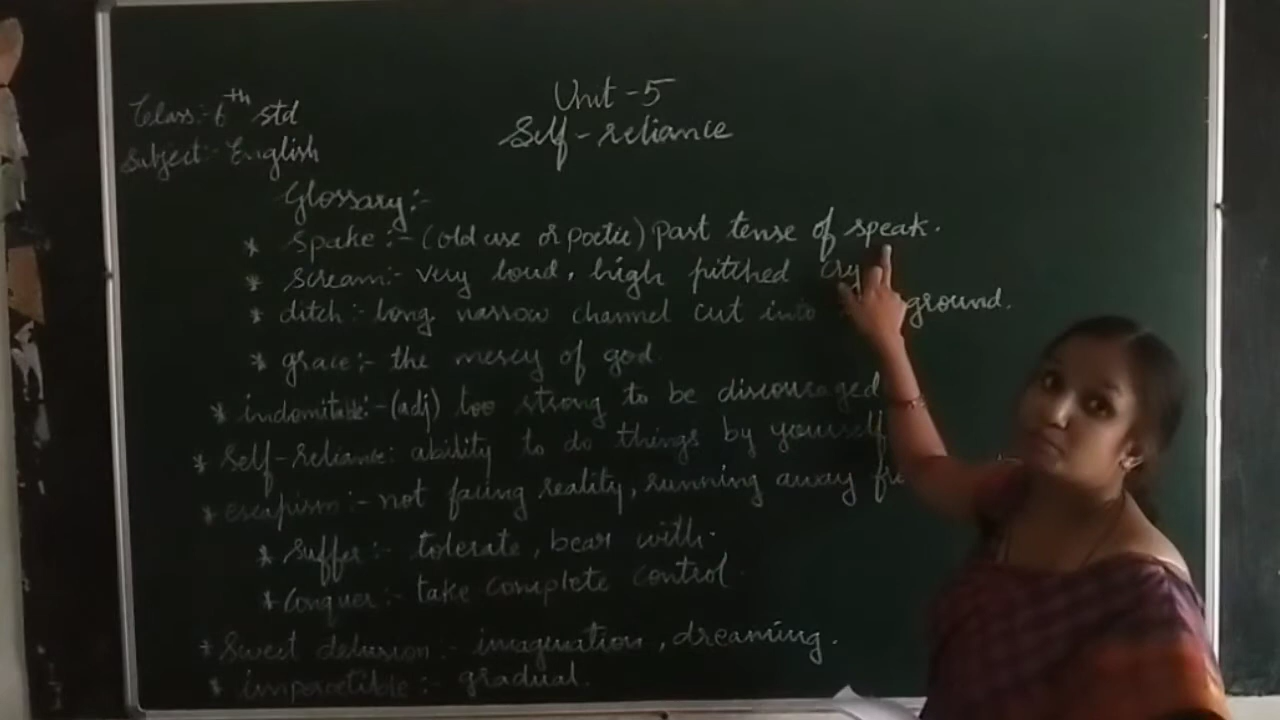 Unit - 5
Class:- 6th std
Self-reliance
Subject:- English
Glossary:-
* spake :- (old use or poetic) past tense of speak.
* scream:- very loud, high pitched cry
* ditch :- long narrow channel cut into ground.
* grace :- the mercy of god.
* indomitable:- (adj) too strong to be discouraged
* self-reliance: ability to do things by yourself
* escapism :- not facing reality, running away
* suffer :- tolerate, bear with.
* conquer :- take complete control.
* Sweet delusion :- imagination, dreaming.
* :- gradual.